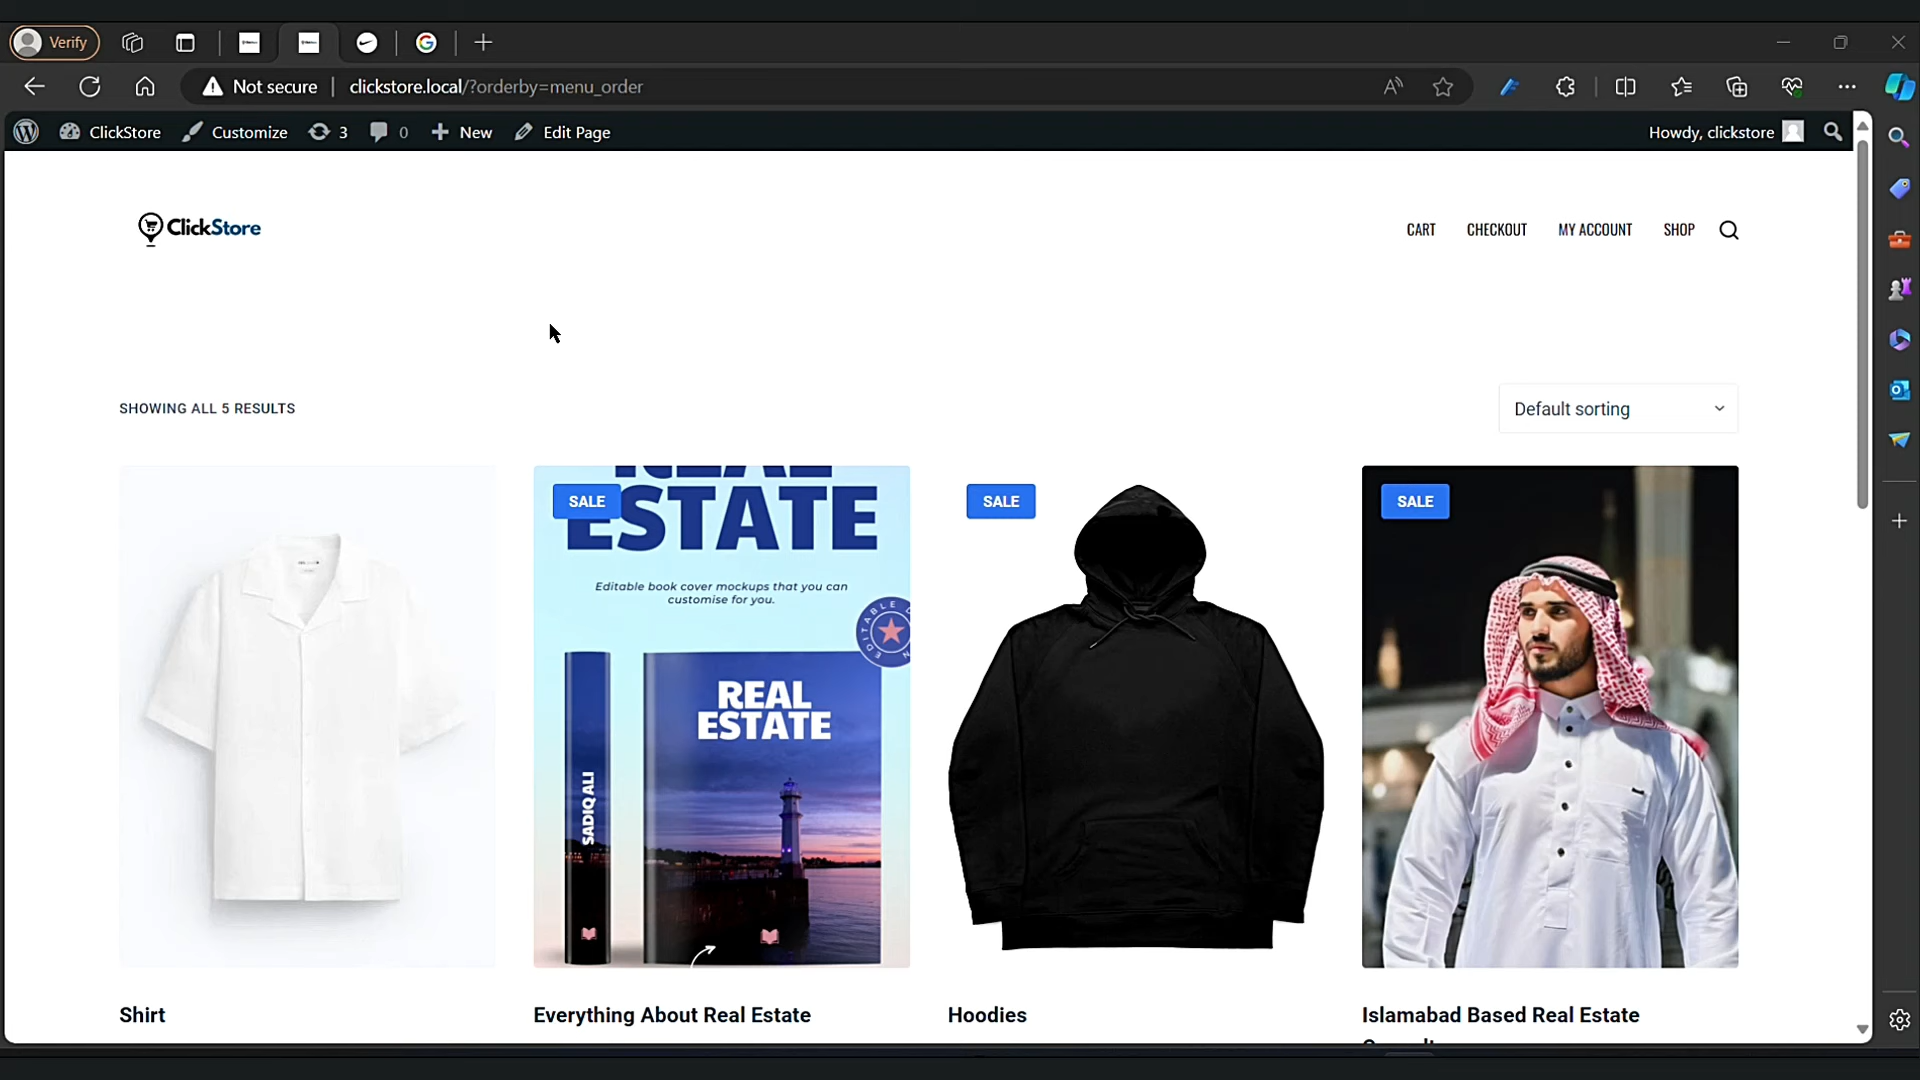 Verify
Not secure
clickstore.local/?orderby=menu_order
ClickStore
Customize
3
0
New
Edit Page
Howdy, clickstore
ClickStore
CART
CHECKOUT
MY ACCOUNT
SHOP
SHOWING ALL 5 RESULTS
Default sorting
SALE
REAL
ESTATE
Editable book cover mockups that you can
customise for you.
REAL
ESTATE
SADIQ ALI
SALE
SALE
Shirt
Everything About Real Estate
Hoodies
Islamabad Based Real Estate